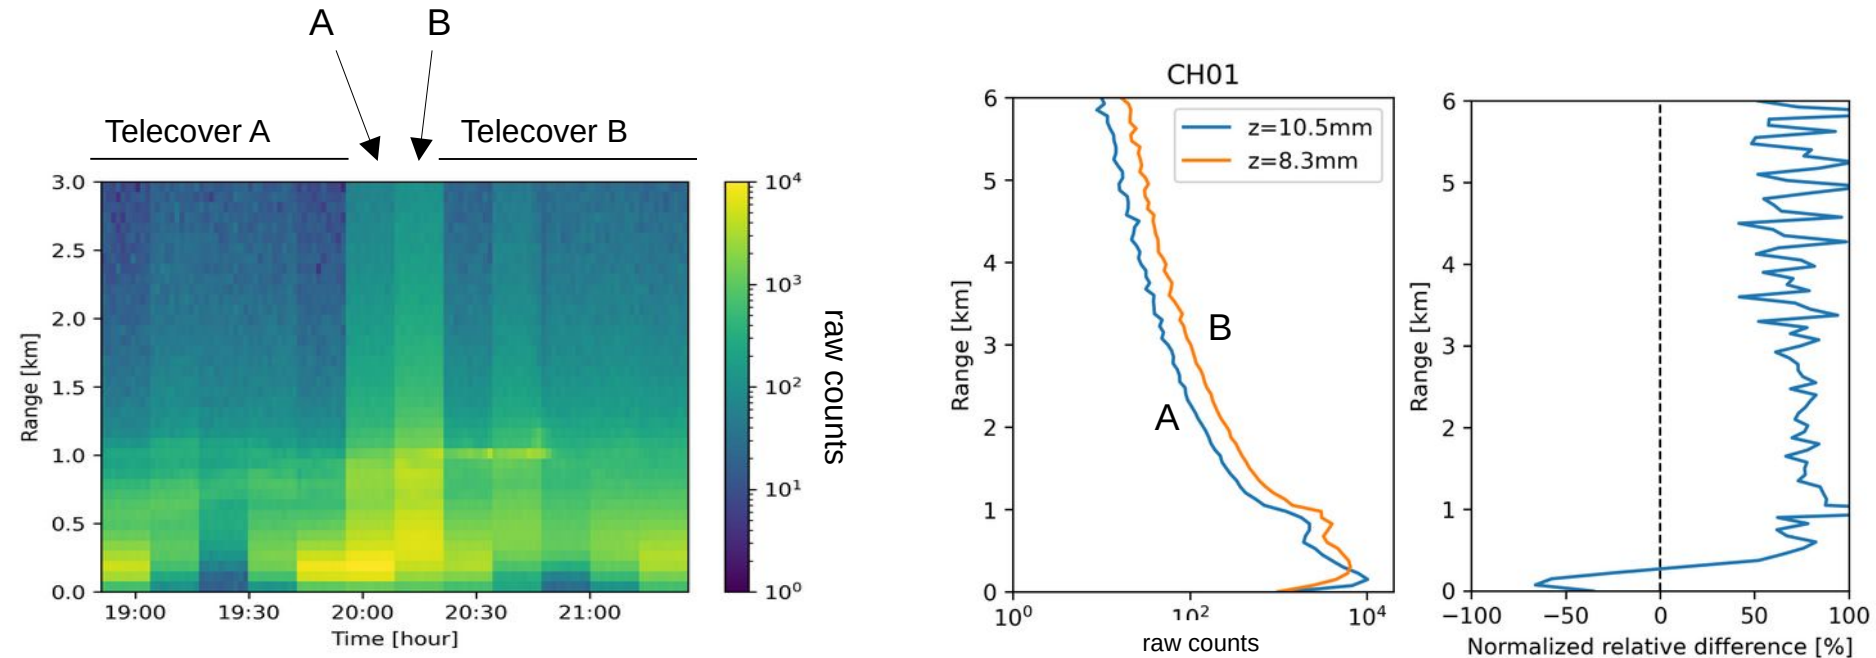 A
B
Telecover A
Telecover B
3.0
2.5
2.0
1.5
1.0
0.5
0.0
Range [km]
19:00
19:30
20:00
20:30
21:00
Time [hour]
10⁴
10³
10²
10¹
10⁰
raw counts
CH01
z=10.5mm
z=8.3mm
B
A
6
5
4
3
2
1
0
Range [km]
10⁰
10²
10⁴
raw counts
6
5
4
3
2
1
0
Range [km]
−100
−50
0
50
100
Normalized relative difference [%]